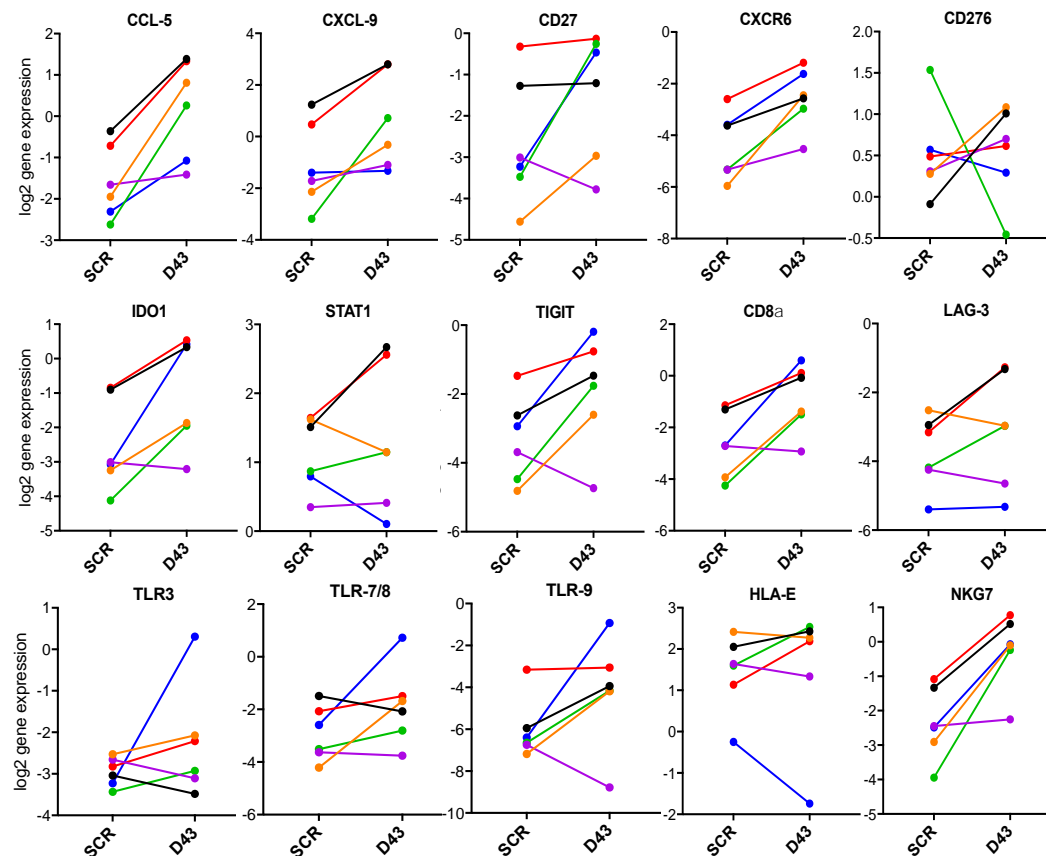 CCL-5 CXCL-9 CD27 CXCR6 CD276
log2 gene expression
2 1 0 -1 -2 -3
4 2 0 -2 -4
0 -1 -2 -3 -4 -5
0 -2 -4 -6 -8
2.0 1.5 1.0 0.5 0.0 -0.5
SCR D43 SCR D43 SCR D43 SCR D43 SCR D43
IDO1 STAT1 TIGIT CD8a LAG-3
log2 gene expression
1 0 -1 -2 -3 -4 -5
3 2 1 0
0 -2 -4 -6
2 0 -2 -4 -6
0 -2 -4 -6
SCR D43 SCR D43 SCR D43 SCR D43 SCR D43
TLR3 TLR-7/8 TLR-9 HLA-E NKG7
log2 gene expression
1 0 -1 -2 -3 -4
2 0 -2 -4 -6
0 -2 -4 -6 -8 -10
3 2 1 0 -1 -2
1 0 -1 -2 -3 -4 -5
SCR D43 SCR D43 SCR D43 SCR D43 SCR D43